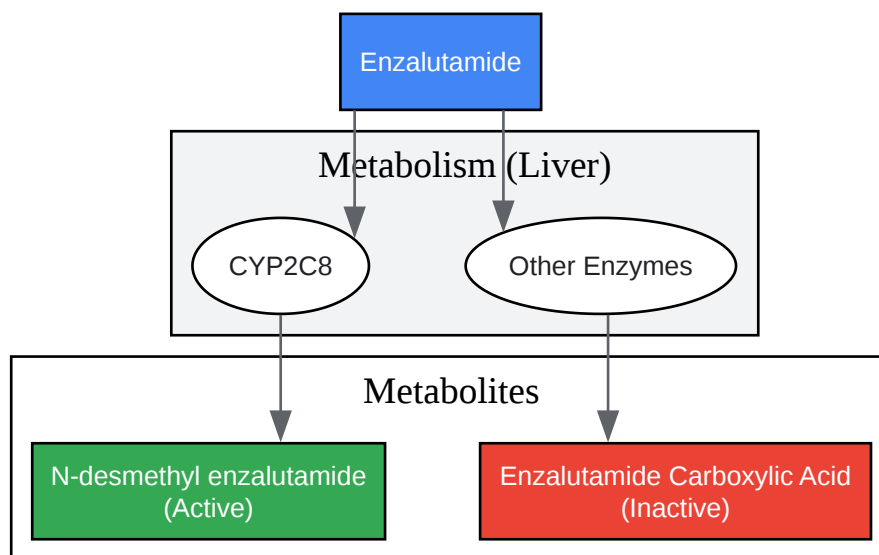 Enzalutamide
Metabolism (Liver)
CYP2C8
Other Enzymes
Metabolites
N-desmethyl enzalutamide
(Active)
Enzalutamide Carboxylic Acid
(Inactive)